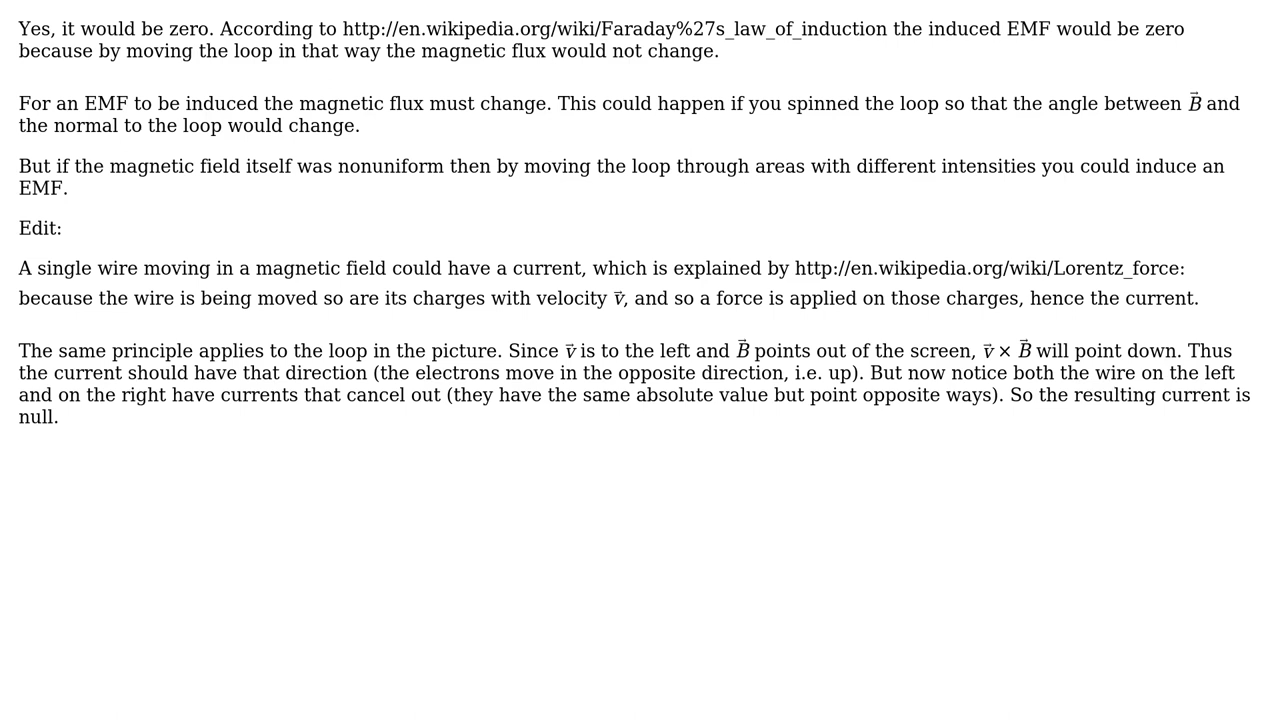 Yes, it would be zero. According to http://en.wikipedia.org/wiki/Faraday%27s_law_of_induction the induced EMF would be zero
because by moving the loop in that way the magnetic flux would not change.
For an EMF to be induced the magnetic flux must change. This could happen if you spinned the loop so that the angle between $\vec{B}$ and
the normal to the loop would change.
But if the magnetic field itself was nonuniform then by moving the loop through areas with different intensities you could induce an
EMF.
Edit:
A single wire moving in a magnetic field could have a current, which is explained by http://en.wikipedia.org/wiki/Lorentz_force:
because the wire is being moved so are its charges with velocity $\vec{v}$, and so a force is applied on those charges, hence the current.
The same principle applies to the loop in the picture. Since $\vec{v}$ is to the left and $\vec{B}$ points out of the screen, $\vec{v} \times \vec{B}$ will point down. Thus
the current should have that direction (the electrons move in the opposite direction, i.e. up). But now notice both the wire on the left
and on the right have currents that cancel out (they have the same absolute value but point opposite ways). So the resulting current is
null.